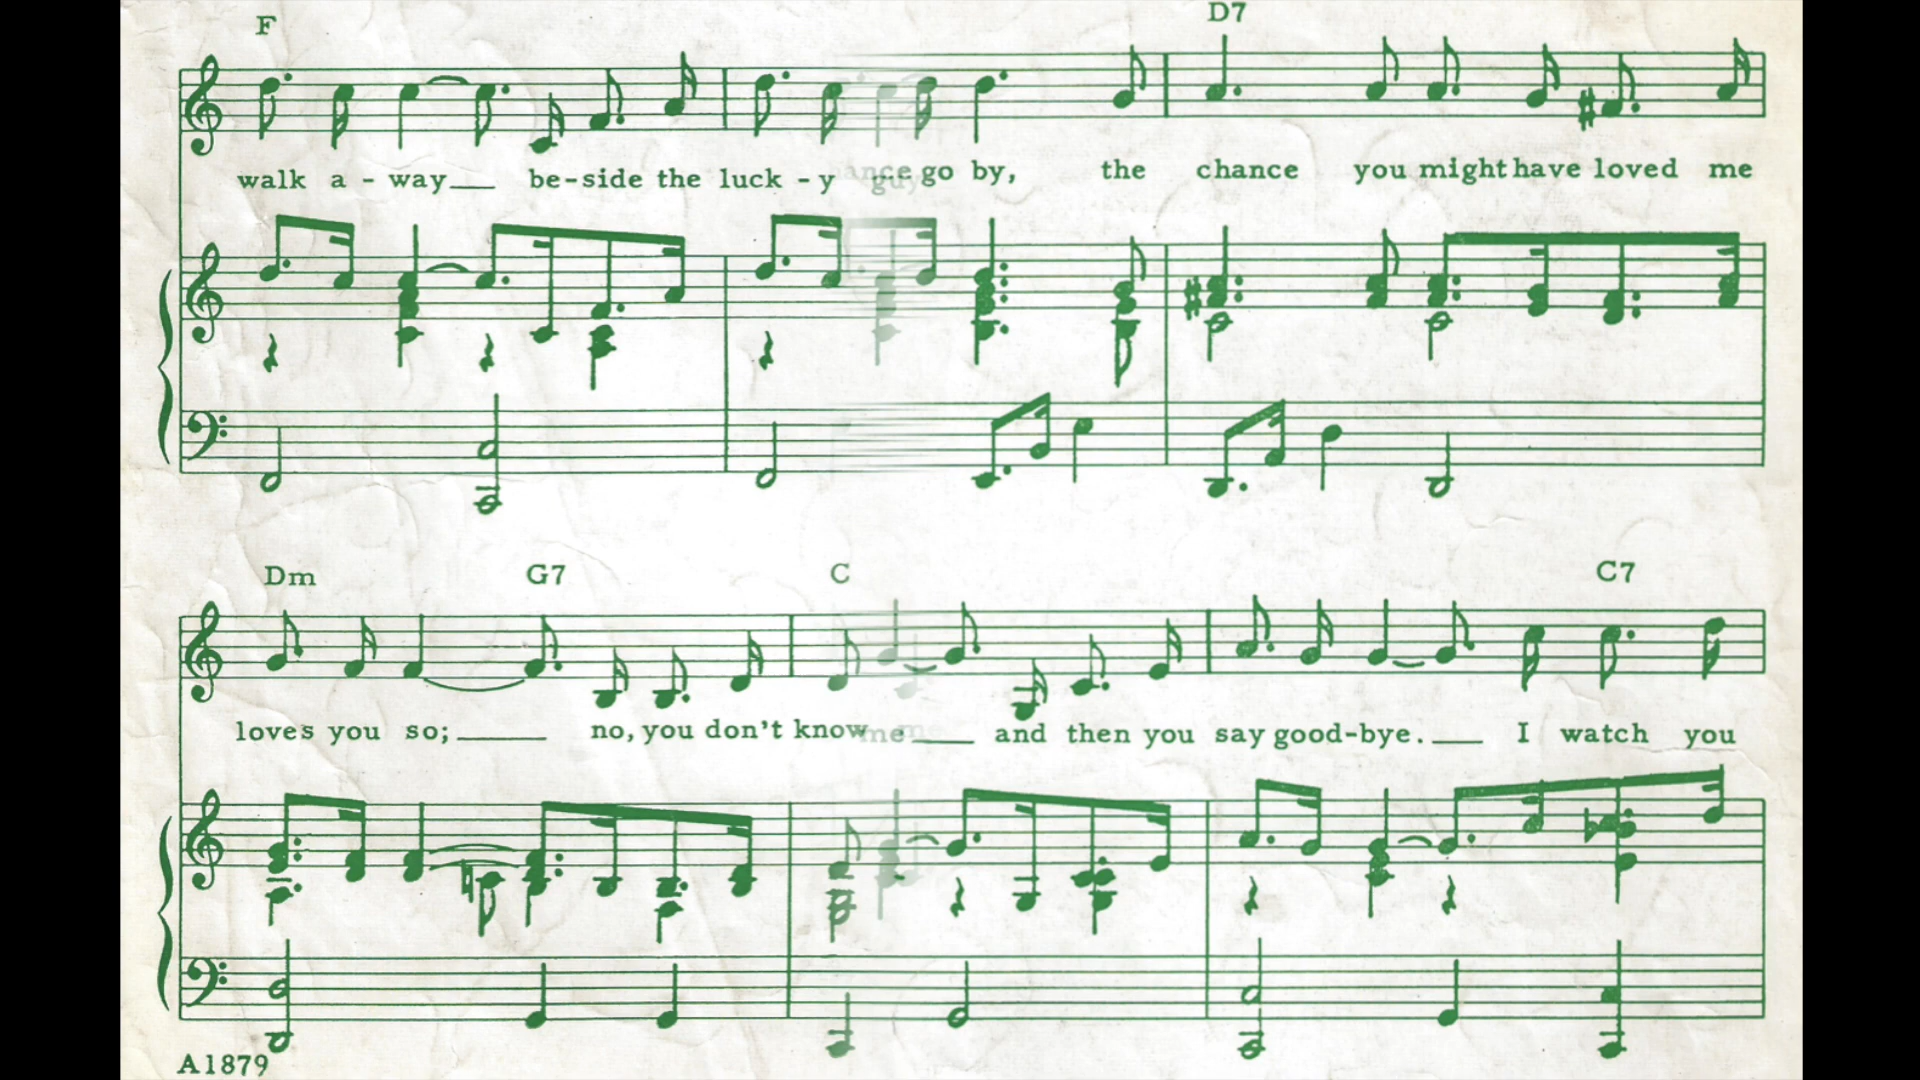 F D7
walk a - way___ be-side the luck - y go by, the chance you might have loved me
Dm G7 C C7
loves you so;_____ no, you don't know me___ and then you say good-bye.___ I watch you
A1879